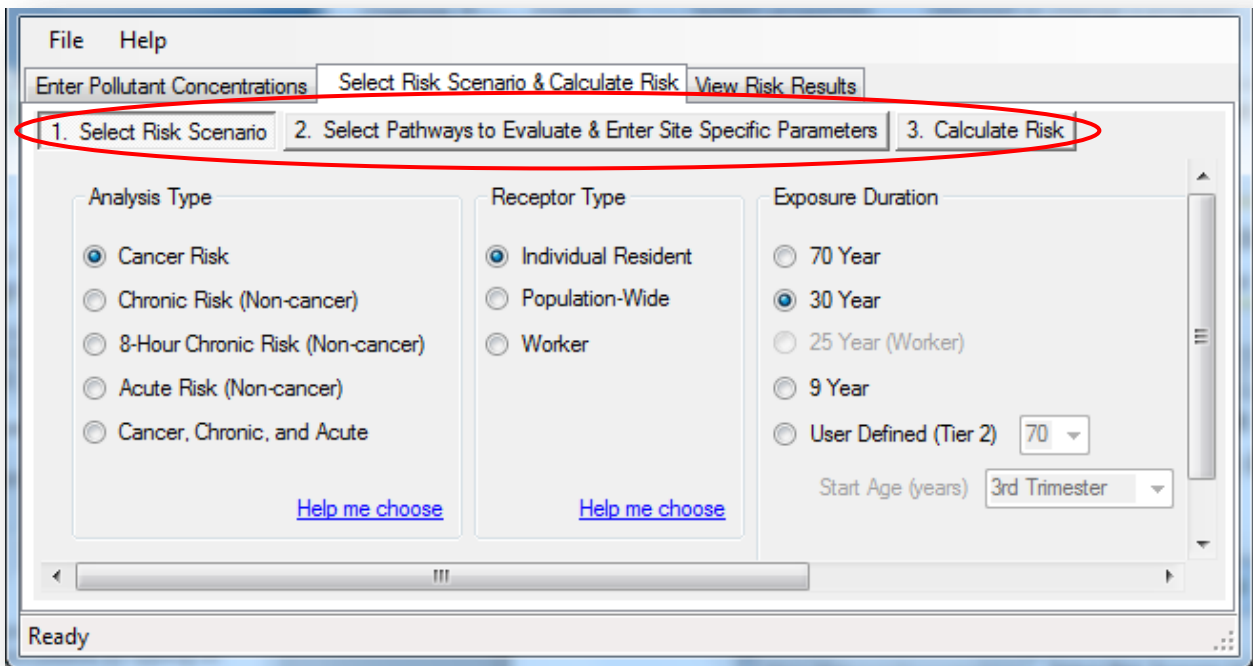 File Help
Enter Pollutant Concentrations Select Risk Scenario & Calculate Risk View Risk Results
1. Select Risk Scenario 2. Select Pathways to Evaluate & Enter Site Specific Parameters 3. Calculate Risk
Analysis Type
Cancer Risk
Chronic Risk (Non-cancer)
8-Hour Chronic Risk (Non-cancer)
Acute Risk (Non-cancer)
Cancer, Chronic, and Acute
Help me choose
Receptor Type
Individual Resident
Population-Wide
Worker
Help me choose
Exposure Duration
70 Year
30 Year
25 Year (Worker)
9 Year
User Defined (Tier 2) 70
Start Age (years) 3rd Trimester
Ready